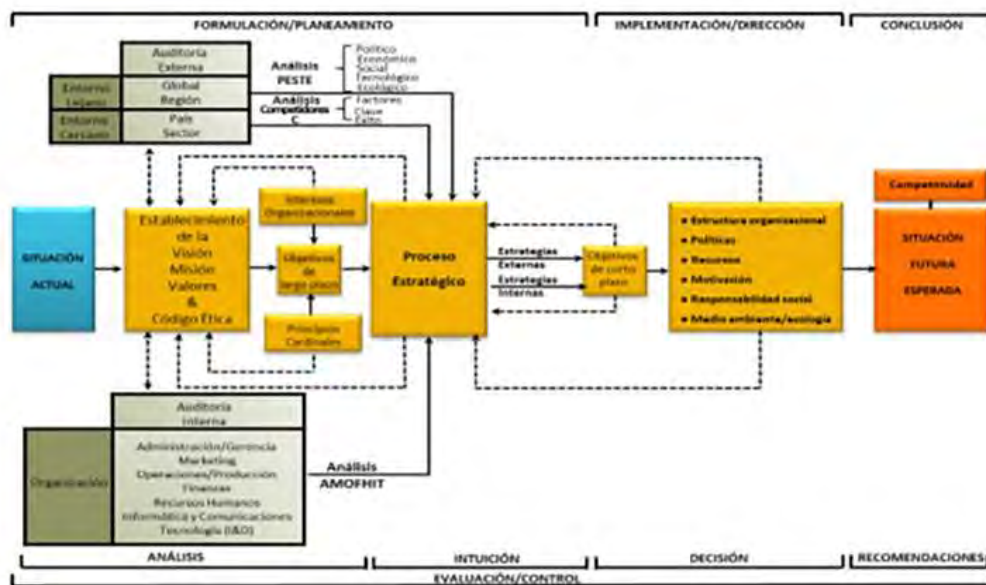 FORMULACIÓN/PLANEAMIENTO
IMPLEMENTACIÓN/DIRECCIÓN
CONCLUSIÓN
Auditoría
Externa
Entorno
Lejano
Global
Región
Entorno
Cercano
País
Sector
Análisis
PESTE
Político
Económico
Social
Tecnológico
Ecológico
Análisis
Competidores
C
Factores
Clave
Éxito
SITUACIÓN
ACTUAL
Establecimiento
de la
Visión
Misión
Valores
&
Código Ética
Intereses
Organizacionales
Objetivos
de
largo plazo
Principios
Cardinales
Proceso
Estratégico
Estrategias
Externas
Estrategias
Internas
Objetivos
de corto
plazo
• Estructura organizacional
• Políticas
• Recursos
• Motivación
• Responsabilidad social
• Medio ambiente/ecología
Competitividad
SITUACIÓN
FUTURA
ESPERADA
Auditoría
Interna
Organización
Administración/Gerencia
Marketing
Operaciones/Producción
Finanzas
Recursos Humanos
Informática y Comunicaciones
Tecnología (I&D)
Análisis
AMOFHIT
ANÁLISIS
INTUICIÓN
DECISIÓN
RECOMENDACIONES
EVALUACIÓN/CONTROL